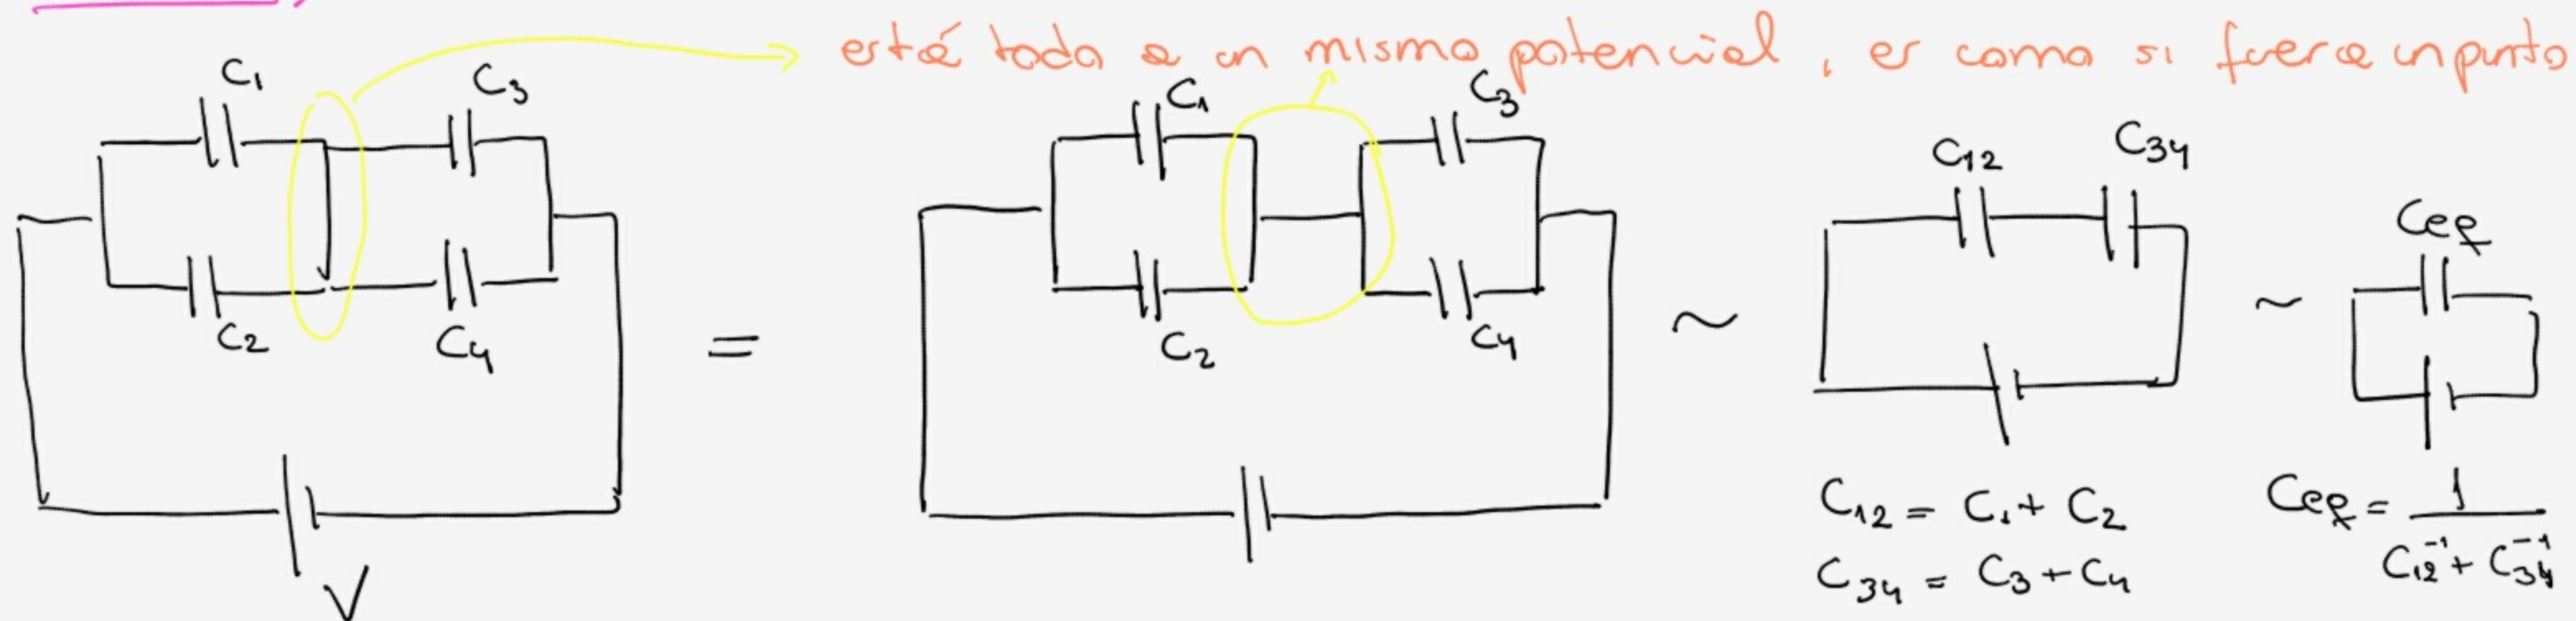 está todo a un mismo potencial, es como si fuera un punto
C1 C3
C2 C4
V
=
C1 C3
C2 C4
~
C12 C34
C12 = C1 + C2
C34 = C3 + C4
~
Ceq
Ceq = 1 / (C12⁻¹ + C34⁻¹)